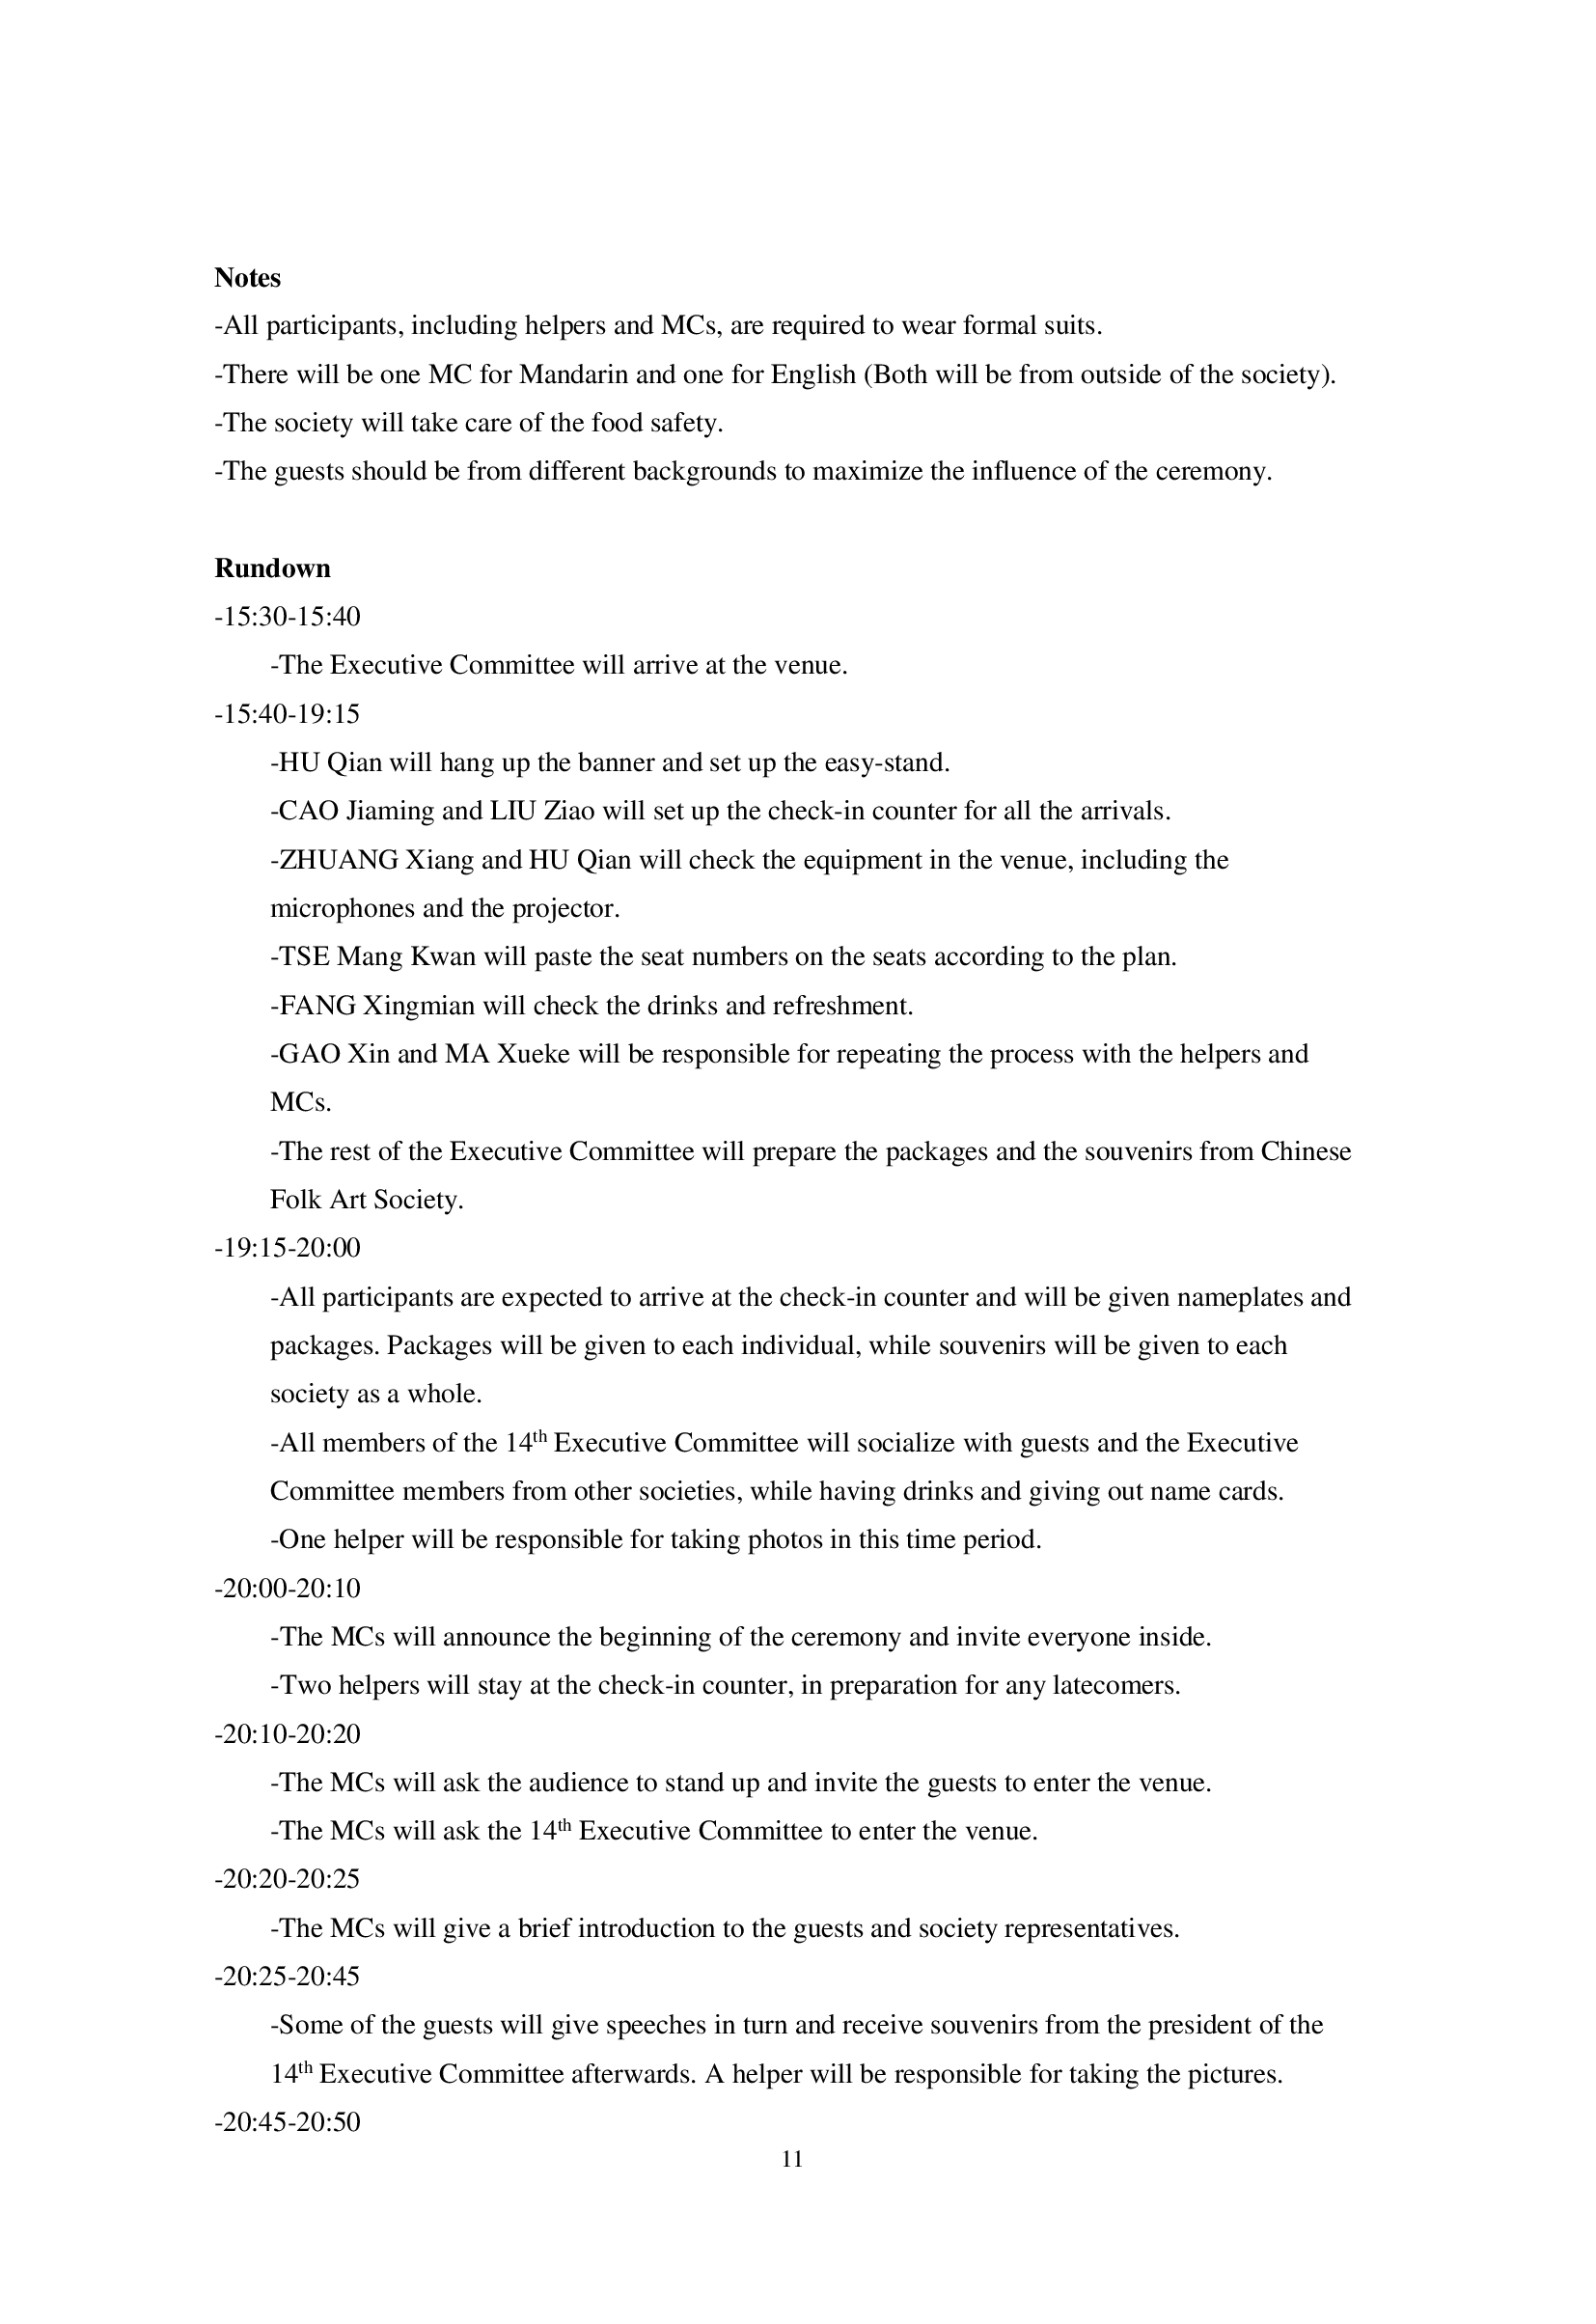 Notes
-All participants, including helpers and MCs, are required to wear formal suits.
-There will be one MC for Mandarin and one for English (Both will be from outside of the society).
-The society will take care of the food safety.
-The guests should be from different backgrounds to maximize the influence of the ceremony.
Rundown
-15:30-15:40
-The Executive Committee will arrive at the venue.
-15:40-19:15
-HU Qian will hang up the banner and set up the easy-stand.
-CAO Jiaming and LIU Ziao will set up the check-in counter for all the arrivals.
-ZHUANG Xiang and HU Qian will check the equipment in the venue, including the
microphones and the projector.
-TSE Mang Kwan will paste the seat numbers on the seats according to the plan.
-FANG Xingmian will check the drinks and refreshment.
-GAO Xin and MA Xueke will be responsible for repeating the process with the helpers and
MCs.
-The rest of the Executive Committee will prepare the packages and the souvenirs from Chinese
Folk Art Society.
-19:15-20:00
-All participants are expected to arrive at the check-in counter and will be given nameplates and
packages. Packages will be given to each individual, while souvenirs will be given to each
society as a whole.
-All members of the 14th Executive Committee will socialize with guests and the Executive
Committee members from other societies, while having drinks and giving out name cards.
-One helper will be responsible for taking photos in this time period.
-20:00-20:10
-The MCs will announce the beginning of the ceremony and invite everyone inside.
-Two helpers will stay at the check-in counter, in preparation for any latecomers.
-20:10-20:20
-The MCs will ask the audience to stand up and invite the guests to enter the venue.
-The MCs will ask the 14th Executive Committee to enter the venue.
-20:20-20:25
-The MCs will give a brief introduction to the guests and society representatives.
-20:25-20:45
-Some of the guests will give speeches in turn and receive souvenirs from the president of the
14th Executive Committee afterwards. A helper will be responsible for taking the pictures.
-20:45-20:50
11